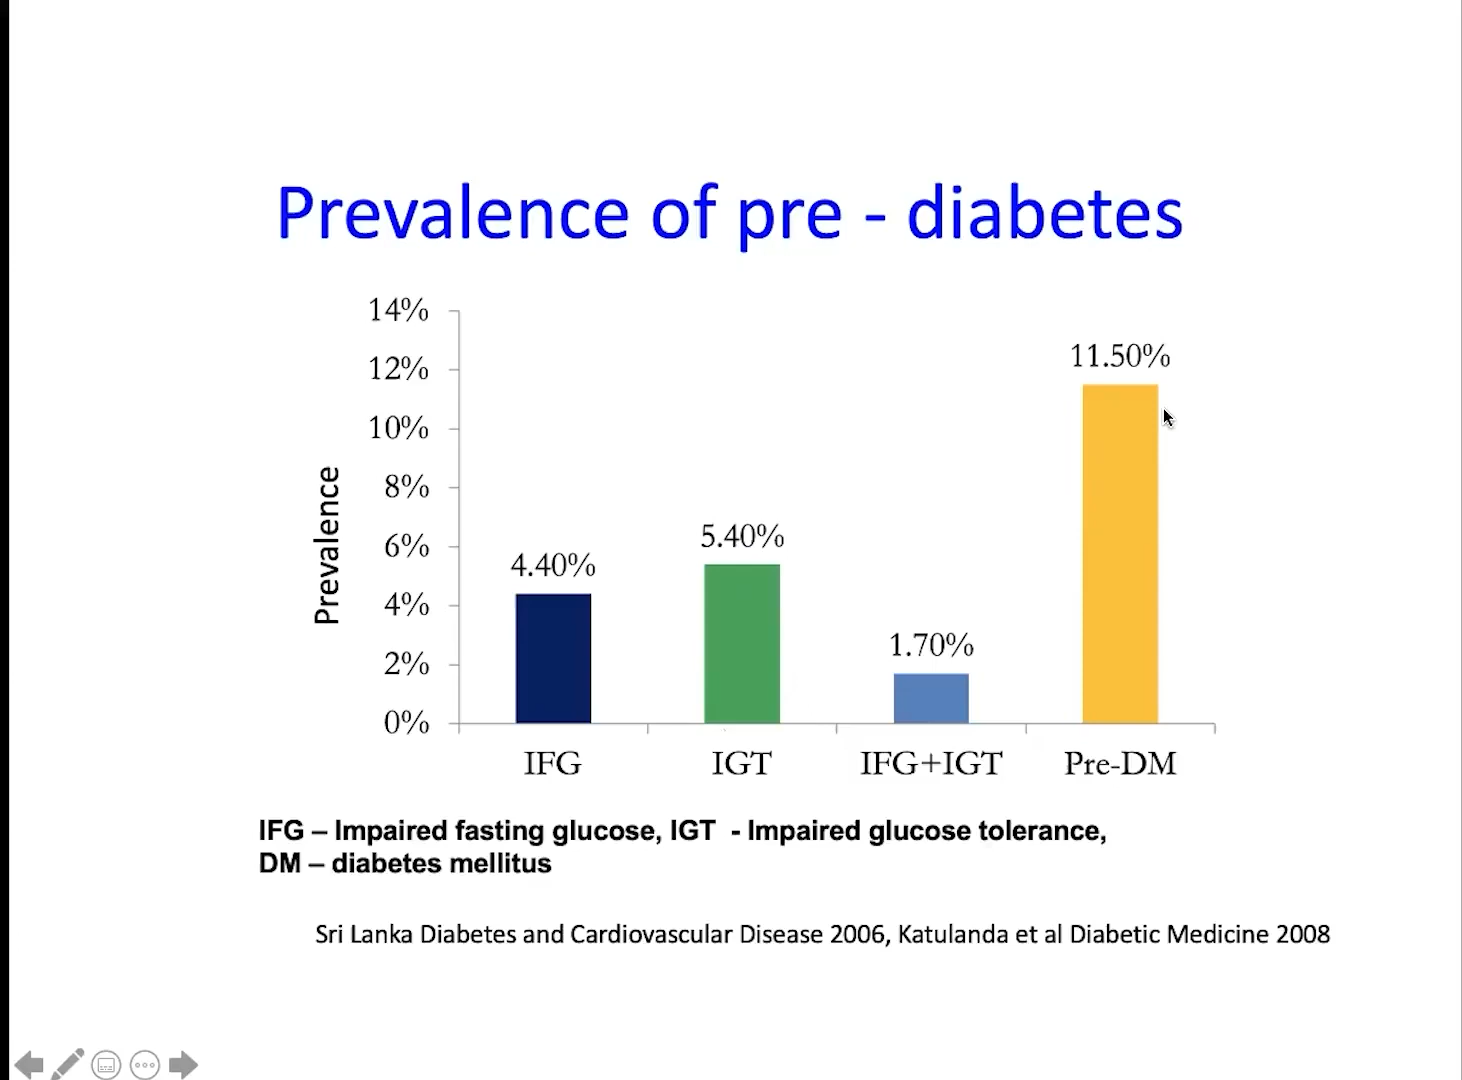 Prevalence of pre - diabetes
14%
12%
10%
8%
6%
4%
2%
0%
Prevalence
4.40%
5.40%
1.70%
11.50%
IFG
IGT
IFG+IGT
Pre-DM
IFG – Impaired fasting glucose, IGT  - Impaired glucose tolerance,
DM – diabetes mellitus
Sri Lanka Diabetes and Cardiovascular Disease 2006, Katulanda et al Diabetic Medicine 2008